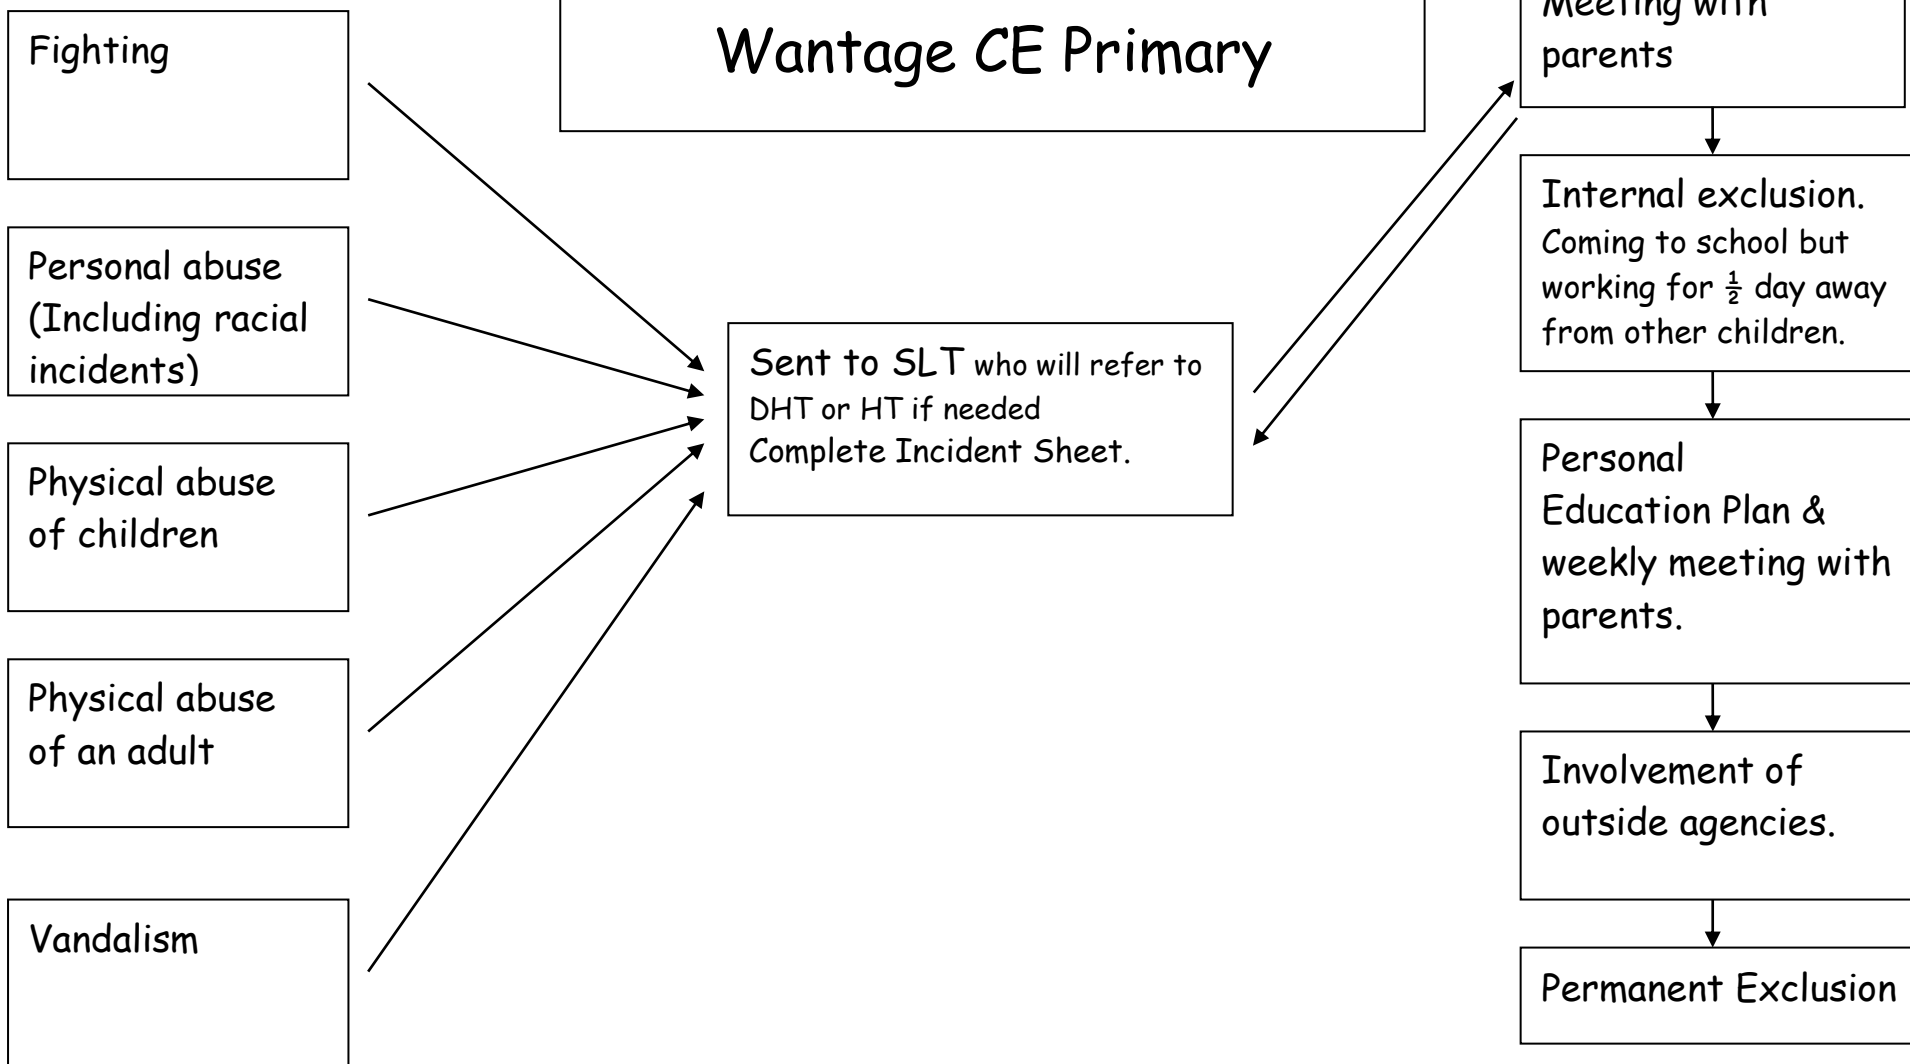 Fighting
Personal abuse
(Including racial
incidents)
Physical abuse
of children
Physical abuse
of an adult
Vandalism
Wantage CE Primary
Sent to SLT who will refer to
DHT or HT if needed
Complete Incident Sheet.
Meeting with
parents
Internal exclusion.
Coming to school but
working for ½ day away
from other children.
Personal
Education Plan &
weekly meeting with
parents.
Involvement of
outside agencies.
Permanent Exclusion